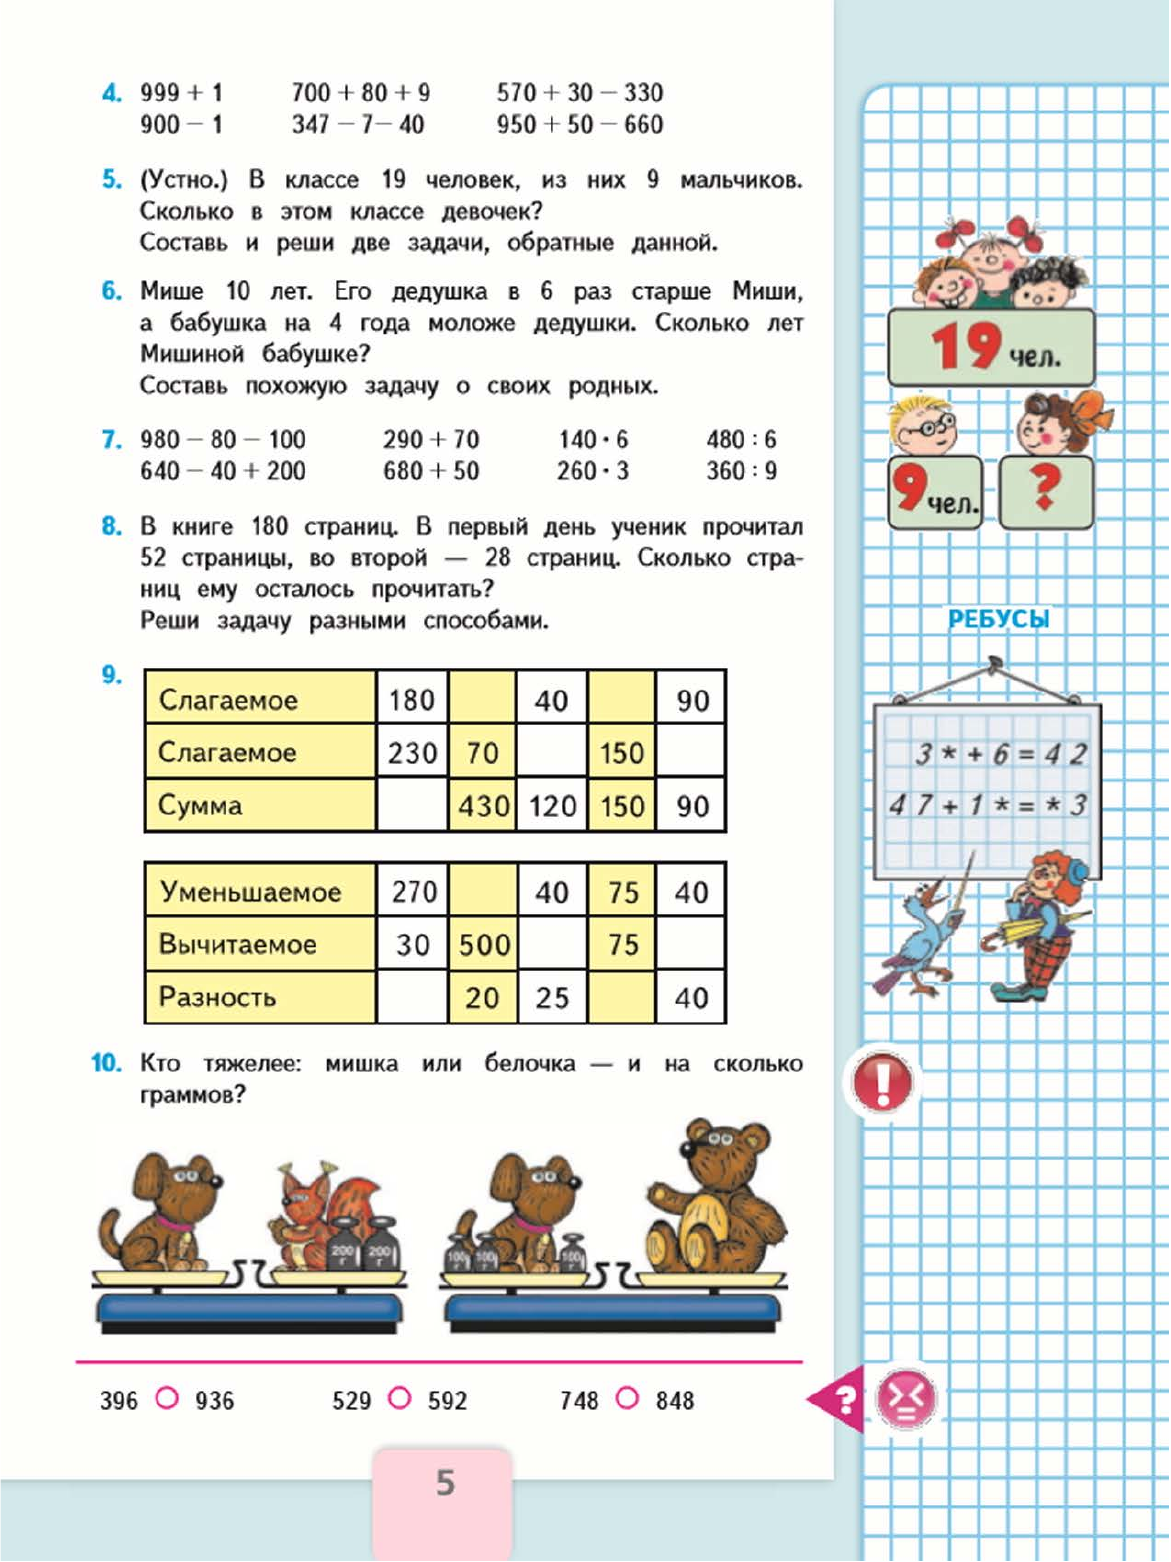 4. 999 + 1 700 + 80 + 9 570 + 30 − 330
900 − 1 347 − 7− 40 950 + 50 − 660
5. (Устно.) В классе 19 человек, из них 9 мальчиков.
Сколько в этом классе девочек?
Составь и реши две задачи, обратные данной.
6. Мише 10 лет. Его дедушка в 6 раз старше Миши,
а бабушка на 4 года моложе дедушки. Сколько лет
Мишиной бабушке?
Составь похожую задачу о своих родных.
7. 980 − 80 − 100 290 + 70 140 · 6 480 : 6
640 − 40 + 200 680 + 50 260 · 3 360 : 9
8. В книге 180 страниц. В первый день ученик прочитал
52 страницы, во второй — 28 страниц. Сколько стра-
ниц ему осталось прочитать?
Реши задачу разными способами.
9.
Слагаемое 180 40 90
Слагаемое 230 70 150
Сумма 430 120 150 90
Уменьшаемое 270 40 75 40
Вычитаемое 30 500 75
Разность 20 25 40
10. Кто тяжелее: мишка или белочка — и на сколько
граммов?
200 г 200 г 100 г 100 г 100 г
396 ○ 936 529 ○ 592 748 ○ 848
?
5
19 чел.
9 чел. ?
РЕБУСЫ
3 * + 6 = 4 2
4 7 + 1 * = * 3
!